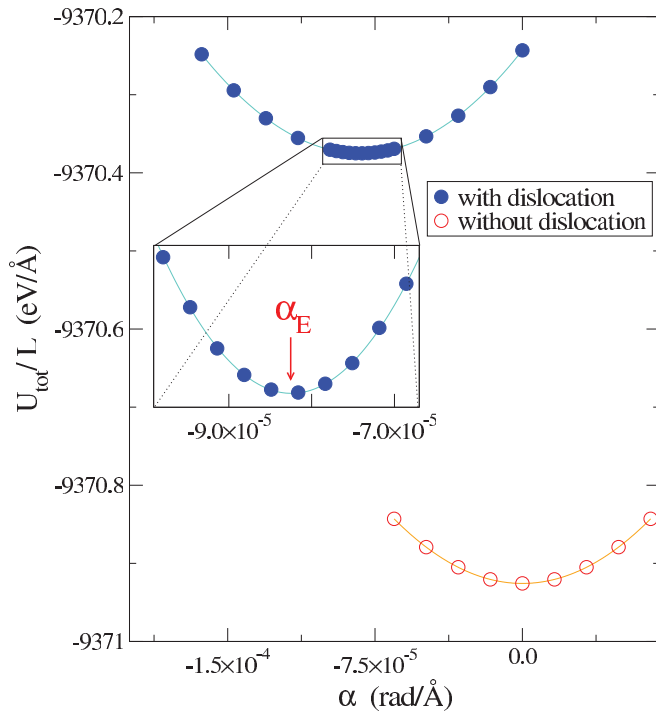 -9370.2
-9370.4
-9370.6
-9370.8
-9371
U_tot/L (eV/Å)
with dislocation
without dislocation
α_E
-9.0×10^-5
-7.0×10^-5
-1.5×10^-4
-7.5×10^-5
0.0
α (rad/Å)